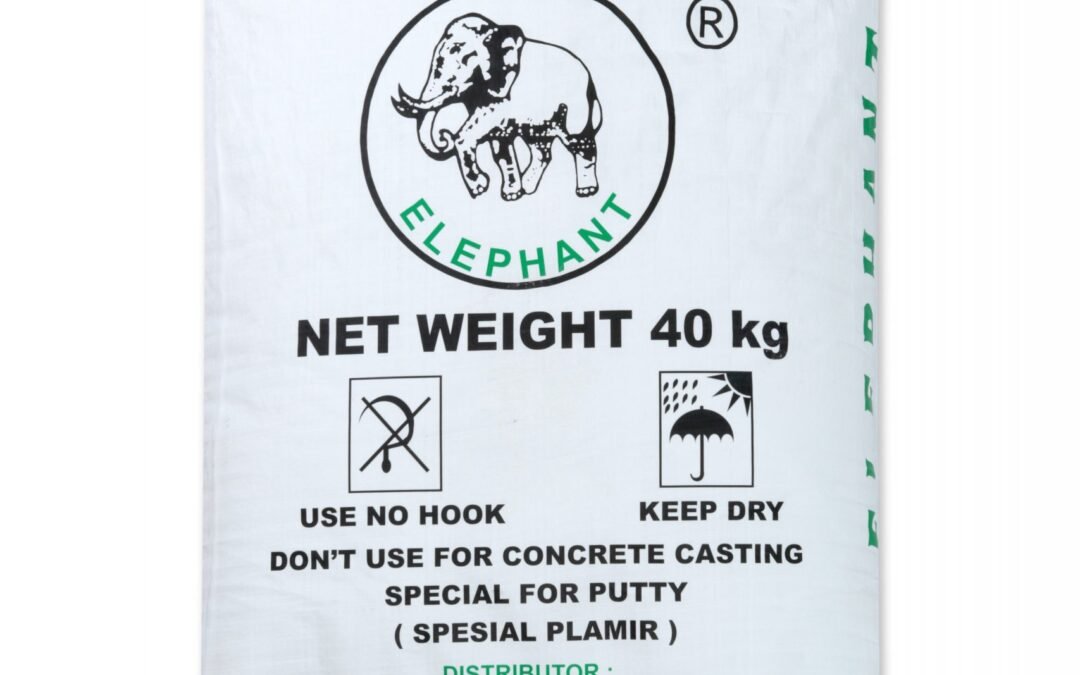 ®
ELEPHANT
NET WEIGHT 40 kg
USE NO HOOK
KEEP DRY
DON'T USE FOR CONCRETE CASTING
SPECIAL FOR PUTTY
( SPESIAL PLAMIR )
DISTRIBUTOR :